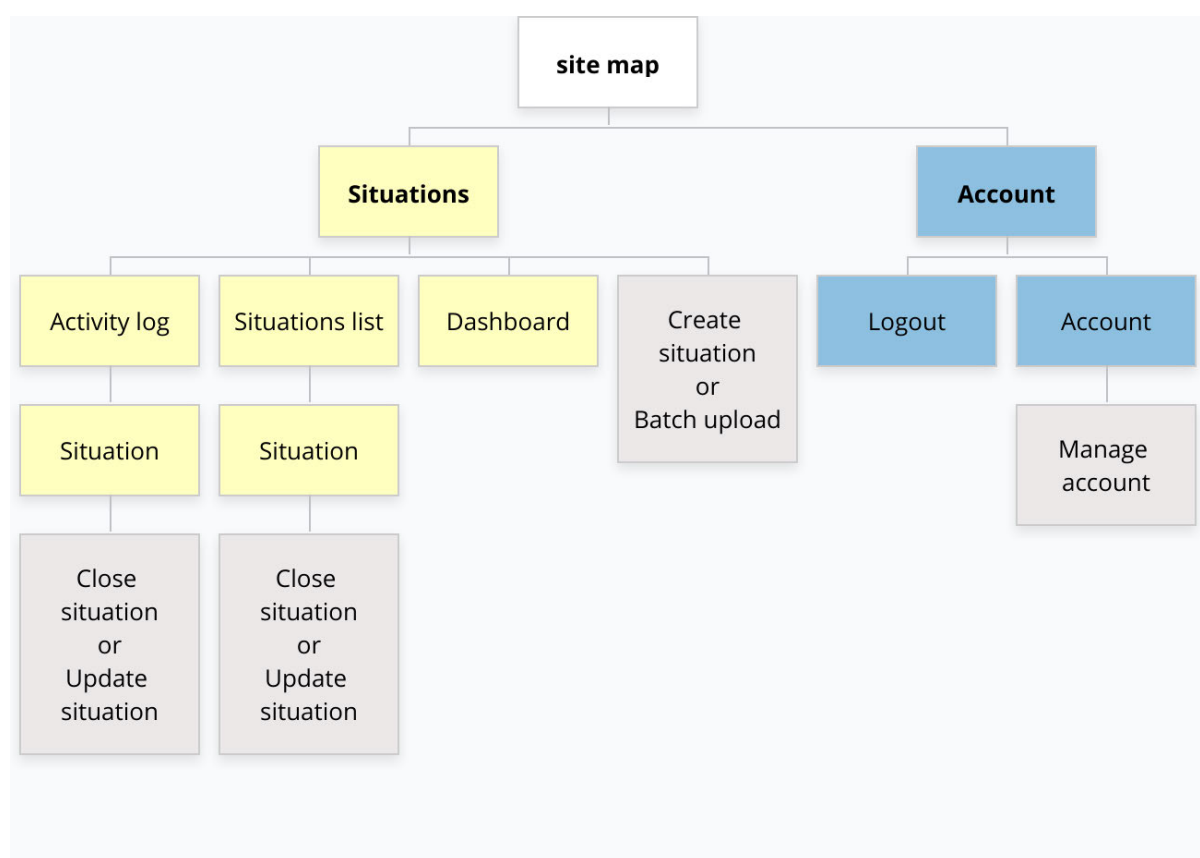 site map
Situations
Account
Activity log
Situations list
Dashboard
Create
situation
or
Batch upload
Logout
Account
Situation
Situation
Manage
account
Close
situation
or
Update
situation
Close
situation
or
Update
situation